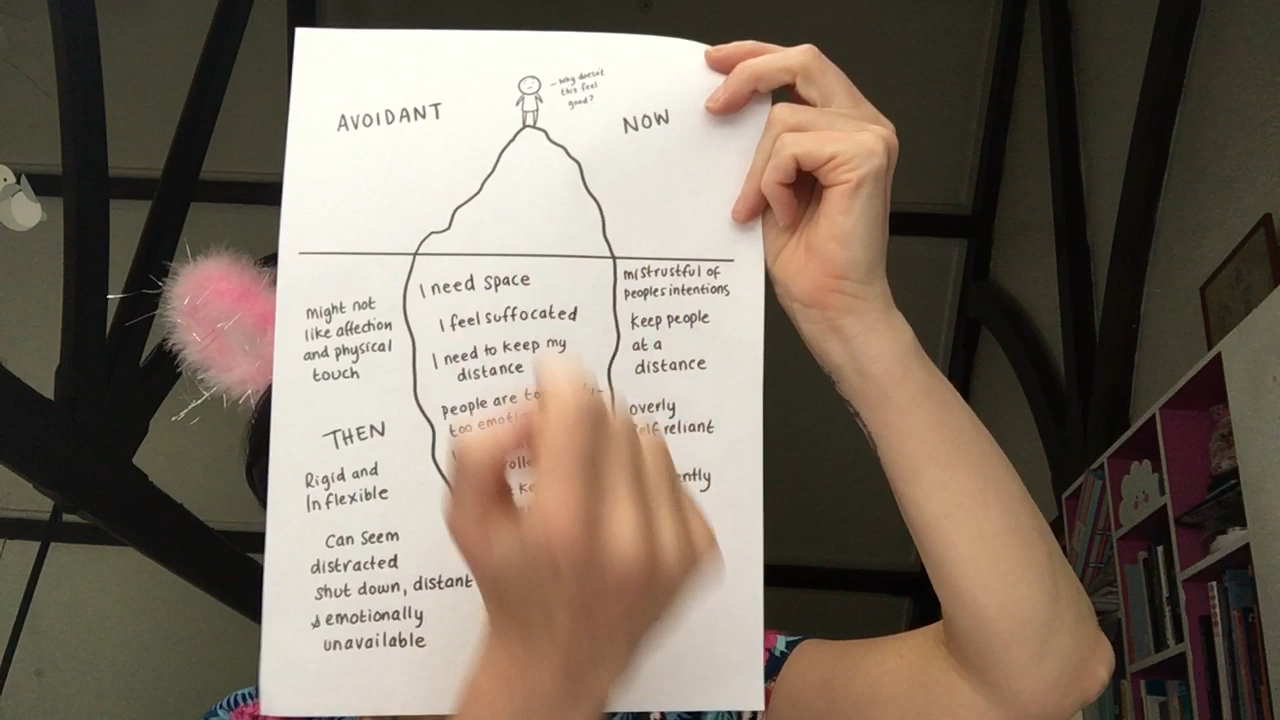 AVOIDANT
- Why doesn't
this feel
good?
NOW
I need space
I feel suffocated
I need to keep my
distance
people are
too
mistrustful of
peoples intentions
Keep people
at a
distance
overly
reliant
Might not
like affection
and physical
touch
THEN
Rigid and
Inflexible
Can Seem
distracted
shut down, distant
& emotionally
unavailable